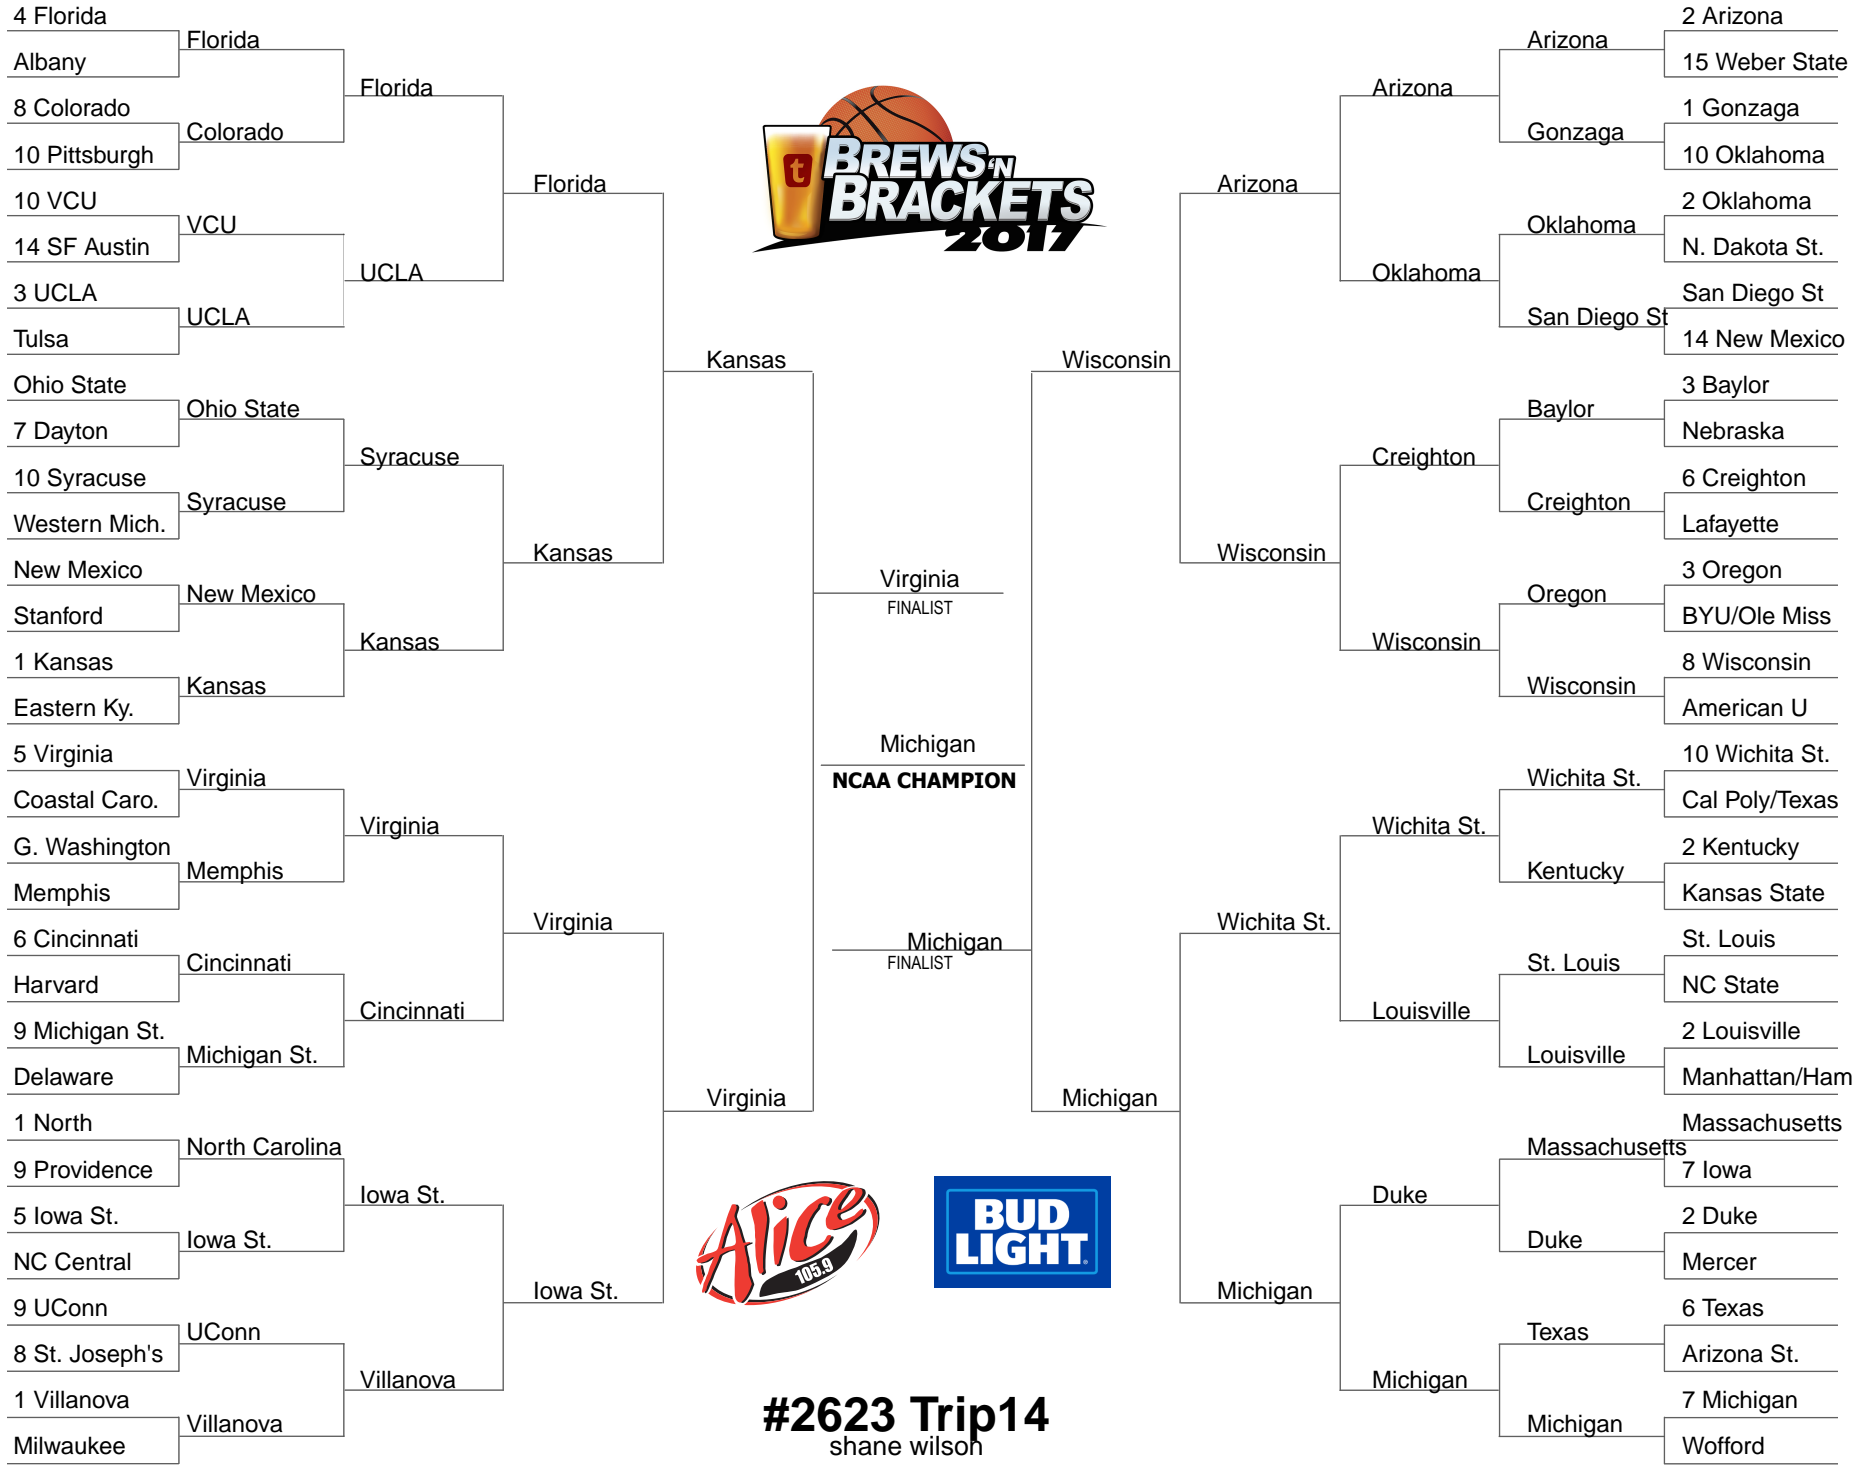 4 Florida
Albany
8 Colorado
10 Pittsburgh
10 VCU
14 SF Austin
3 UCLA
Tulsa
Ohio State
7 Dayton
10 Syracuse
Western Mich.
New Mexico
Stanford
1 Kansas
Eastern Ky.
5 Virginia
Coastal Caro.
G. Washington
Memphis
6 Cincinnati
Harvard
9 Michigan St.
Delaware
1 North
9 Providence
5 Iowa St.
NC Central
9 UConn
8 St. Joseph's
1 Villanova
Milwaukee
Florida
Colorado
VCU
UCLA
Ohio State
Syracuse
New Mexico
Kansas
Virginia
Memphis
Cincinnati
Michigan St.
North Carolina
Iowa St.
UConn
Villanova
Florida
UCLA
Syracuse
Kansas
Virginia
Cincinnati
Iowa St.
Villanova
Florida
Kansas
Virginia
Iowa St.
Kansas
Virginia
t
BREWS 'N
BRACKETS
2017
Virginia
FINALIST
Michigan
NCAA CHAMPION
Michigan
FINALIST
Alice
105.9
BUD
LIGHT
#2623 Trip14
shane wilson
Wisconsin
Michigan
Arizona
Wisconsin
Wichita St.
Michigan
Arizona
Oklahoma
Creighton
Wisconsin
Wichita St.
Louisville
Duke
Michigan
Arizona
Gonzaga
Oklahoma
San Diego St
Baylor
Creighton
Oregon
Wisconsin
Wichita St.
Kentucky
St. Louis
Louisville
Massachusetts
Duke
Texas
Michigan
2 Arizona
15 Weber State
1 Gonzaga
10 Oklahoma
2 Oklahoma
N. Dakota St.
San Diego St
14 New Mexico
3 Baylor
Nebraska
6 Creighton
Lafayette
3 Oregon
BYU/Ole Miss
8 Wisconsin
American U
10 Wichita St.
Cal Poly/Texas
2 Kentucky
Kansas State
St. Louis
NC State
2 Louisville
Manhattan/Ham
Massachusetts
7 Iowa
2 Duke
Mercer
6 Texas
Arizona St.
7 Michigan
Wofford